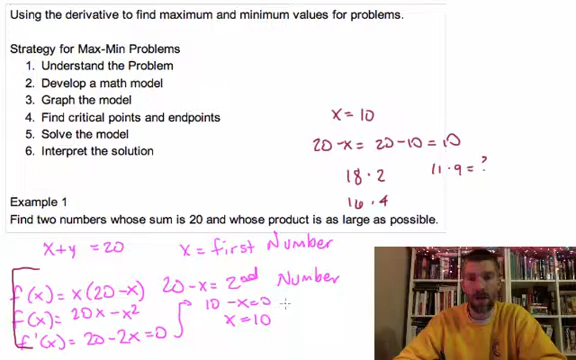 Using the derivative to find maximum and minimum values for problems.
Strategy for Max-Min Problems
1. Understand the Problem
2. Develop a math model
3. Graph the model
4. Find critical points and endpoints
5. Solve the model
6. Interpret the solution
x = 10
20 - x = 20 - 10 = 10
18 · 2
11 · 9 = ?
16 · 4
Example 1
Find two numbers whose sum is 20 and whose product is as large as possible.
x + y = 20
x = first Number
f(x) = x(20 - x)
20 - x = 2nd Number
f(x) = 20x - x²
10 - x = 0
f'(x) = 20 - 2x = 0
x = 10